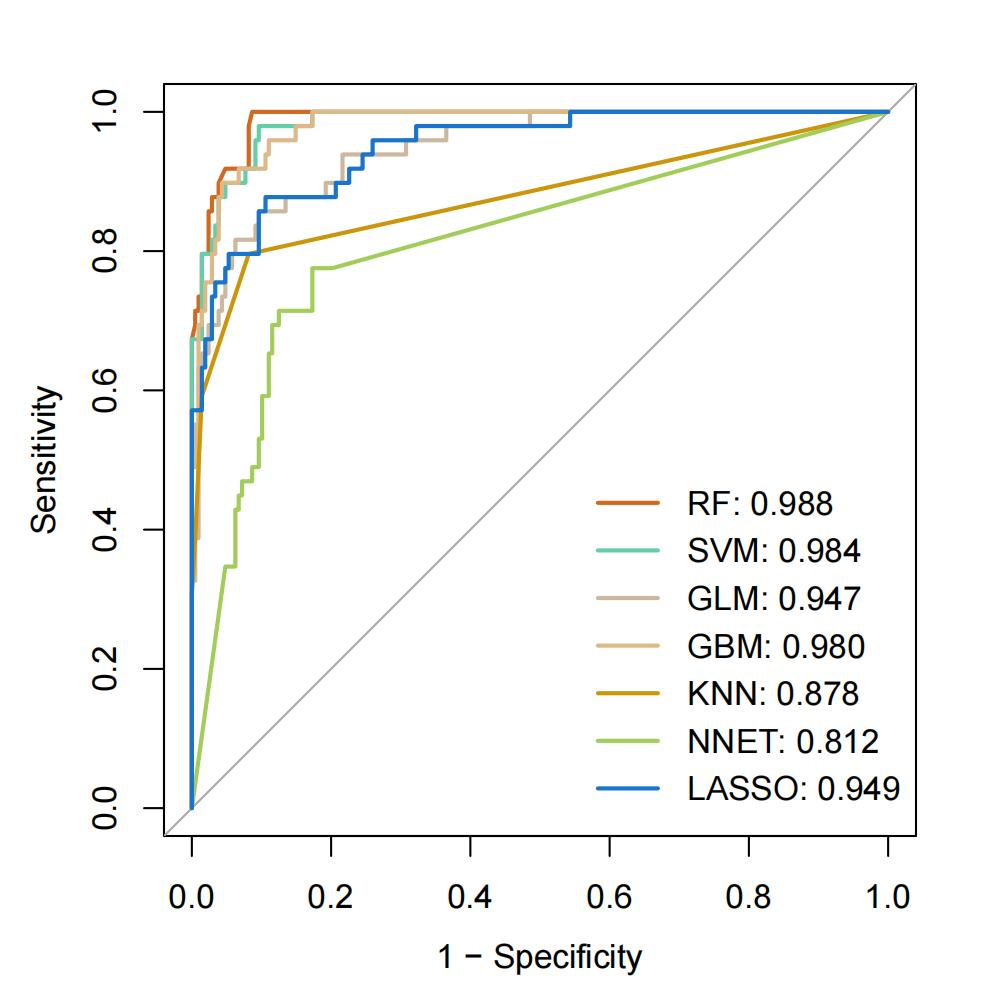 1.0
0.8
0.6
0.4
0.2
0.0
Sensitivity
RF: 0.988
SVM: 0.984
GLM: 0.947
GBM: 0.980
KNN: 0.878
NNET: 0.812
LASSO: 0.949
0.0 0.2 0.4 0.6 0.8 1.0
1 − Specificity